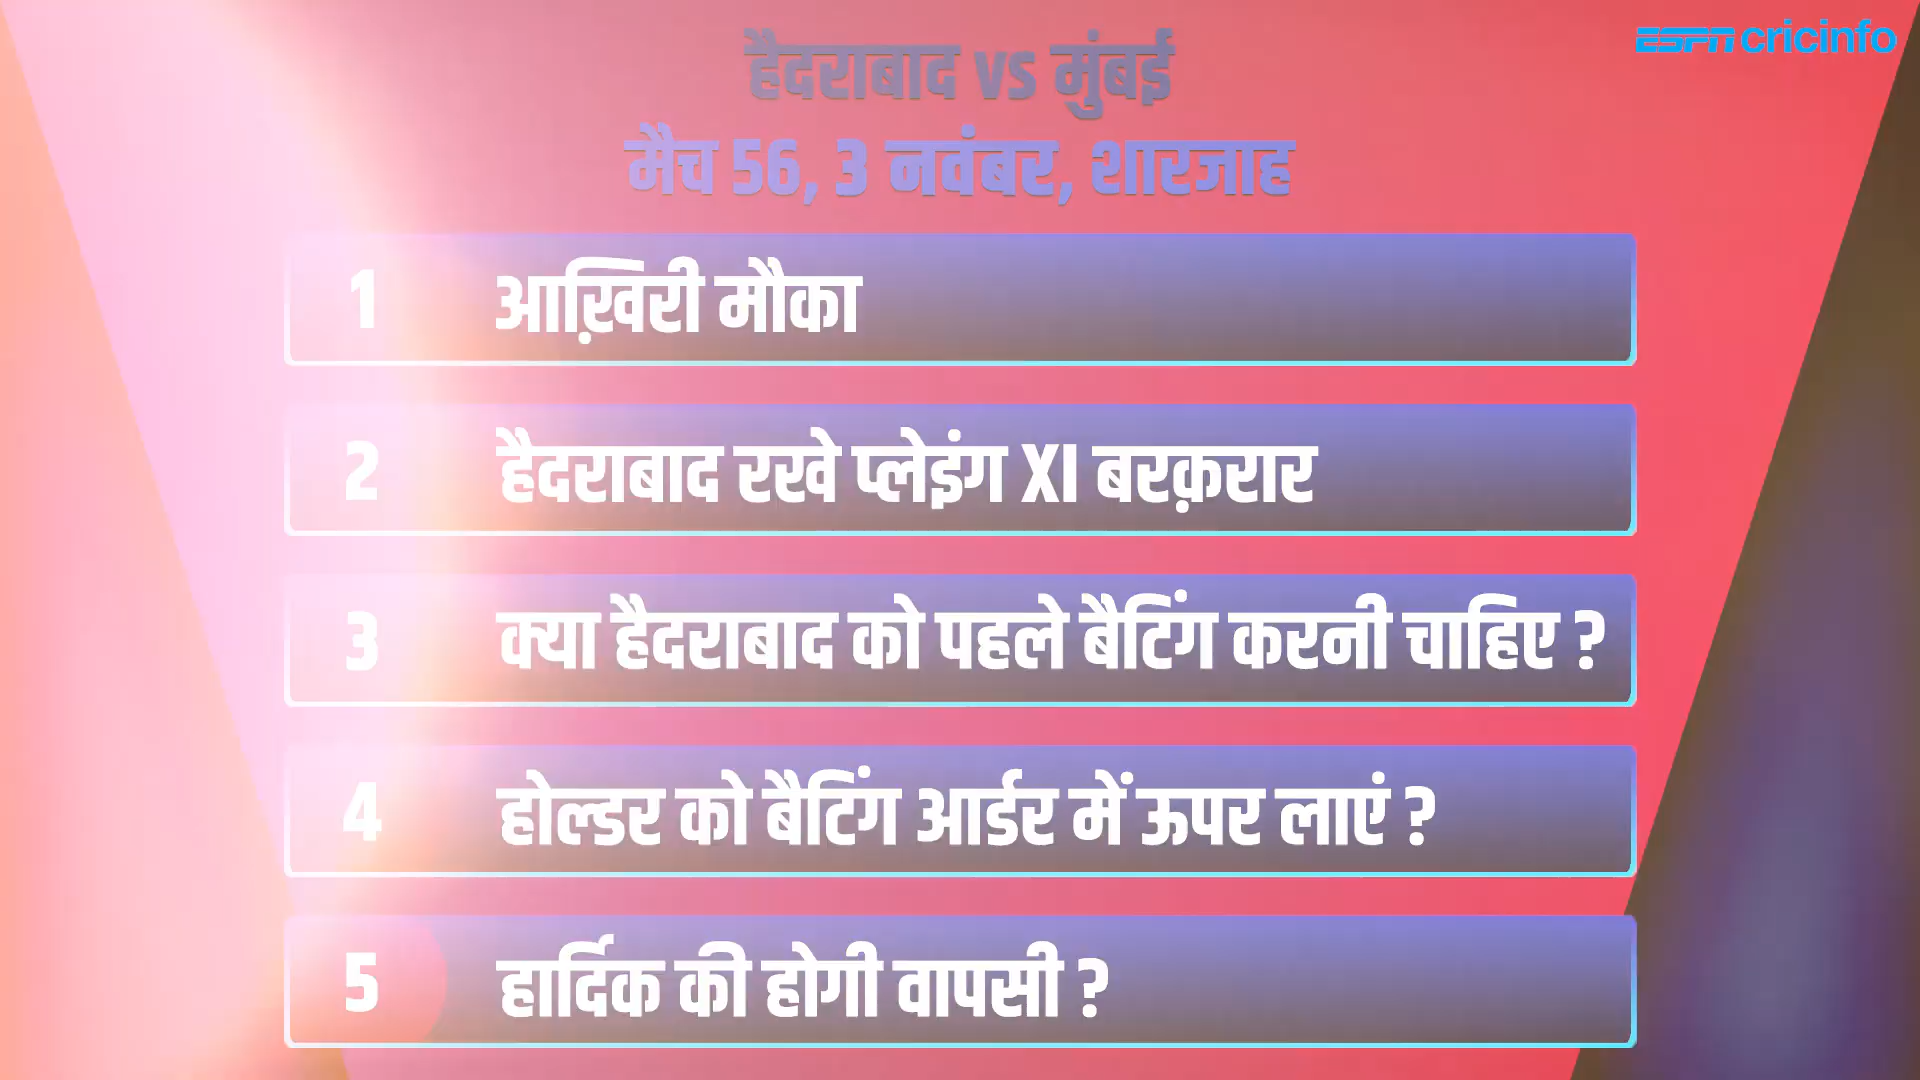 ESPN cricinfo
हैदराबाद vs मुंबई
मैच 56, 3 नवंबर, शारजाह
1 आख़िरी मौका
2 हैदराबाद रखे प्लेइंग XI बरक़रार
3 क्या हैदराबाद को पहले बैटिंग करनी चाहिए ?
4 होल्डर को बैटिंग आर्डर में ऊपर लाएं ?
5 हार्दिक की होगी वापसी ?